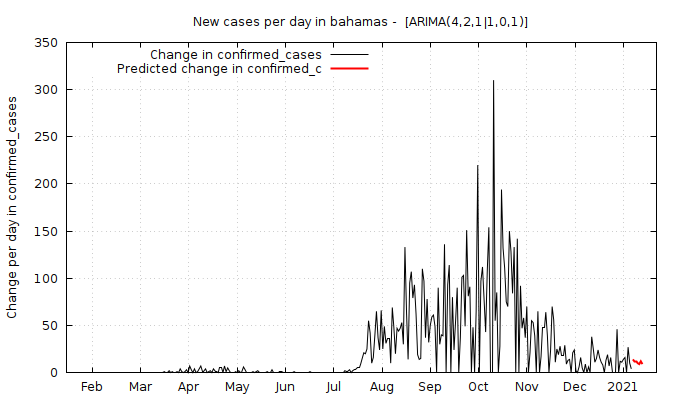 New cases per day in bahamas -  [ARIMA(4,2,1|1,0,1)]
Change in confirmed_cases
Predicted change in confirmed_c
Change per day in confirmed_cases
350
300
250
200
150
100
50
0
Feb Mar Apr May Jun Jul Aug Sep Oct Nov Dec 2021